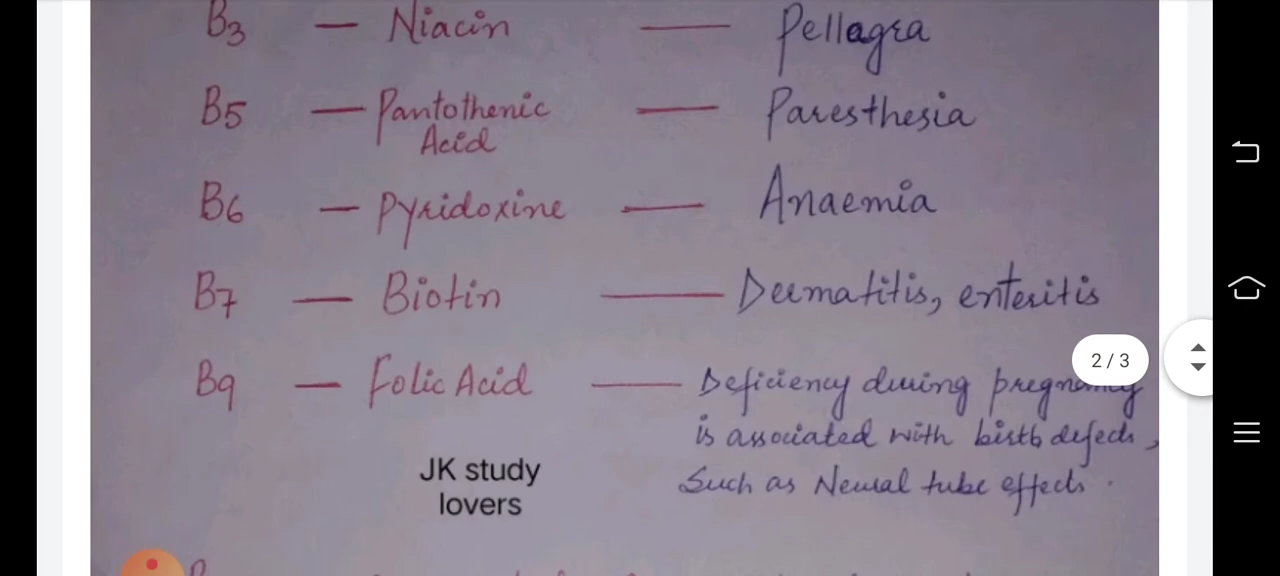 B3 — Niacin — Pellagra
B5 — Pantothenic Acid — Paresthesia
B6 — Pyridoxine — Anaemia
B7 — Biotin — Dermatitis, enteritis
2 / 3
B9 — Folic Acid — Deficiency during pregnancy
is associated with birth defects,
Such as Neural tube effects.
JK study
lovers